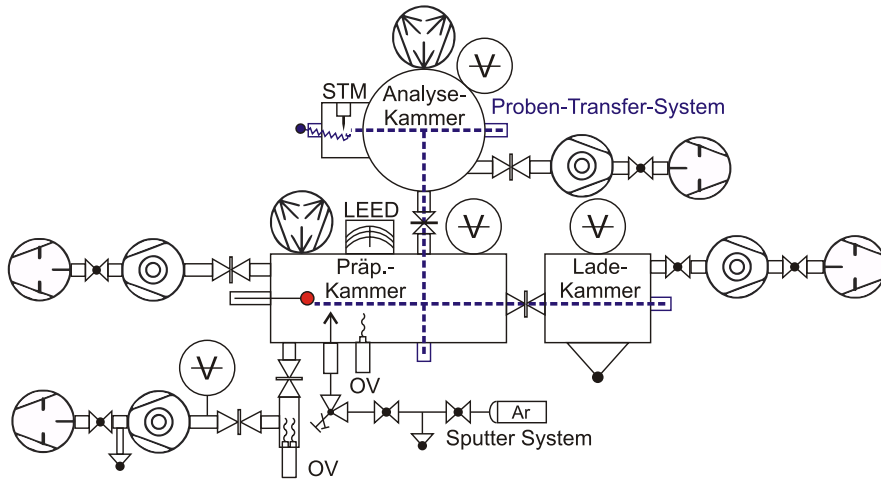 V
STM
Analyse-
Kammer
Proben-Transfer-System
LEED
V
V
Präp.-
Kammer
Lade-
Kammer
V
OV
Ar
Sputter System
OV